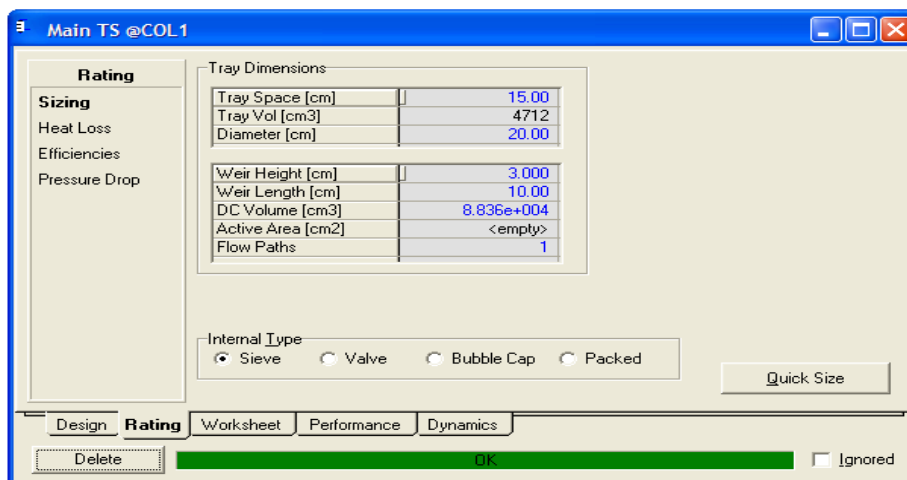 Main TS @COL1
Rating
Sizing
Heat Loss
Efficiencies
Pressure Drop
Tray Dimensions
Tray Space [cm] 15.00
Tray Vol [cm3] 4712
Diameter [cm] 20.00
Weir Height [cm] 3.000
Weir Length [cm] 10.00
DC Volume [cm3] 8.836e+004
Active Area [cm2] <empty>
Flow Paths 1
Internal Type
Sieve Valve Bubble Cap Packed
Quick Size
Design Rating Worksheet Performance Dynamics
Delete OK Ignored